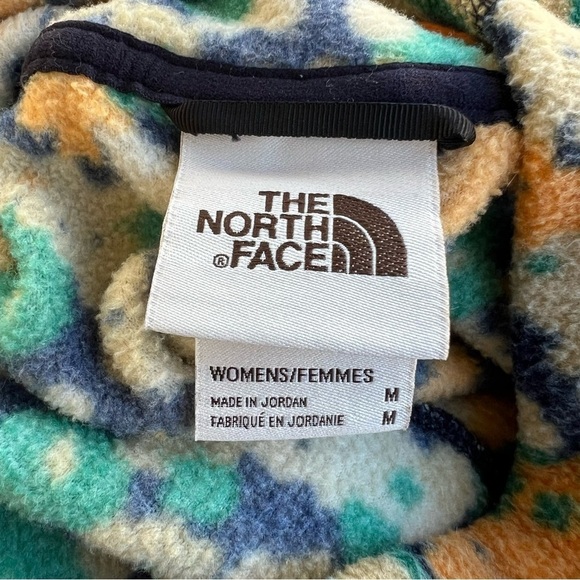 THE
NORTH
®FACE
WOMENS/FEMMES
MADE IN JORDAN M
FABRIQUÉ EN JORDANIE M